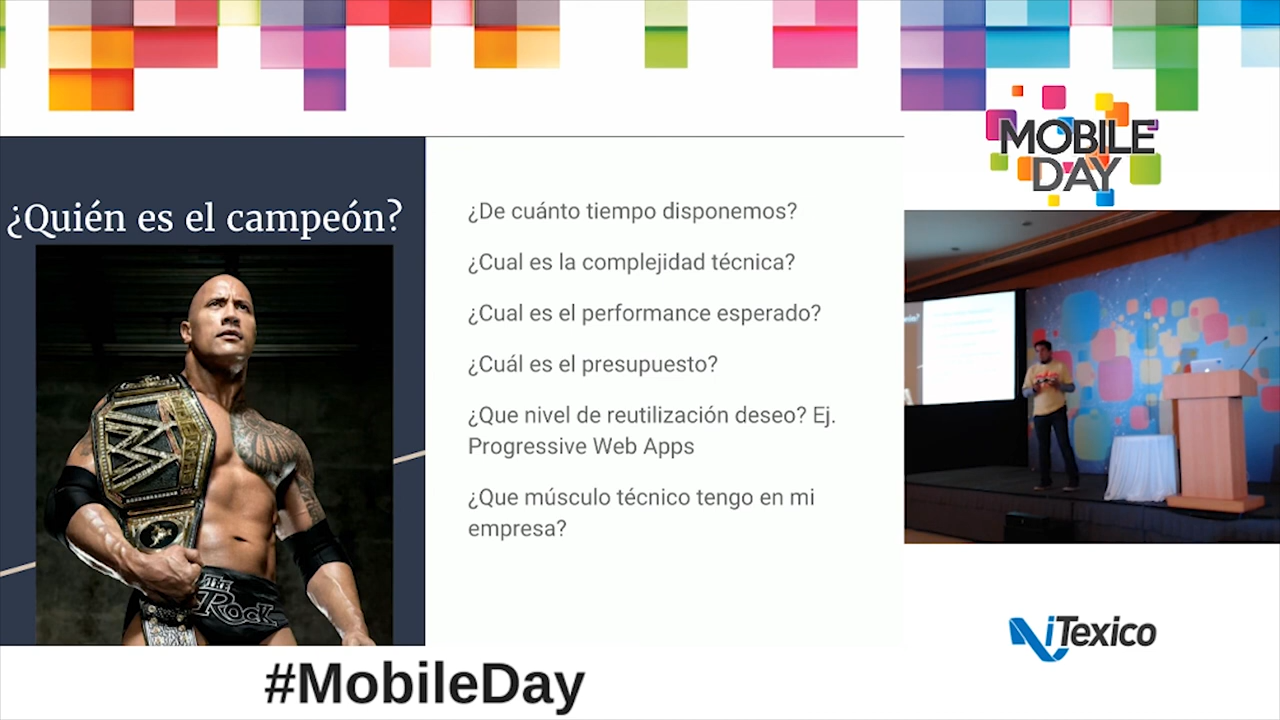 MOBILE
DAY
¿Quién es el campeón?
THE
Rock
¿De cuánto tiempo disponemos?
¿Cual es la complejidad técnica?
¿Cual es el performance esperado?
¿Cuál es el presupuesto?
¿Que nivel de reutilización deseo? Ej.
Progressive Web Apps
¿Que músculo técnico tengo en mi
empresa?
iTexico
#MobileDay